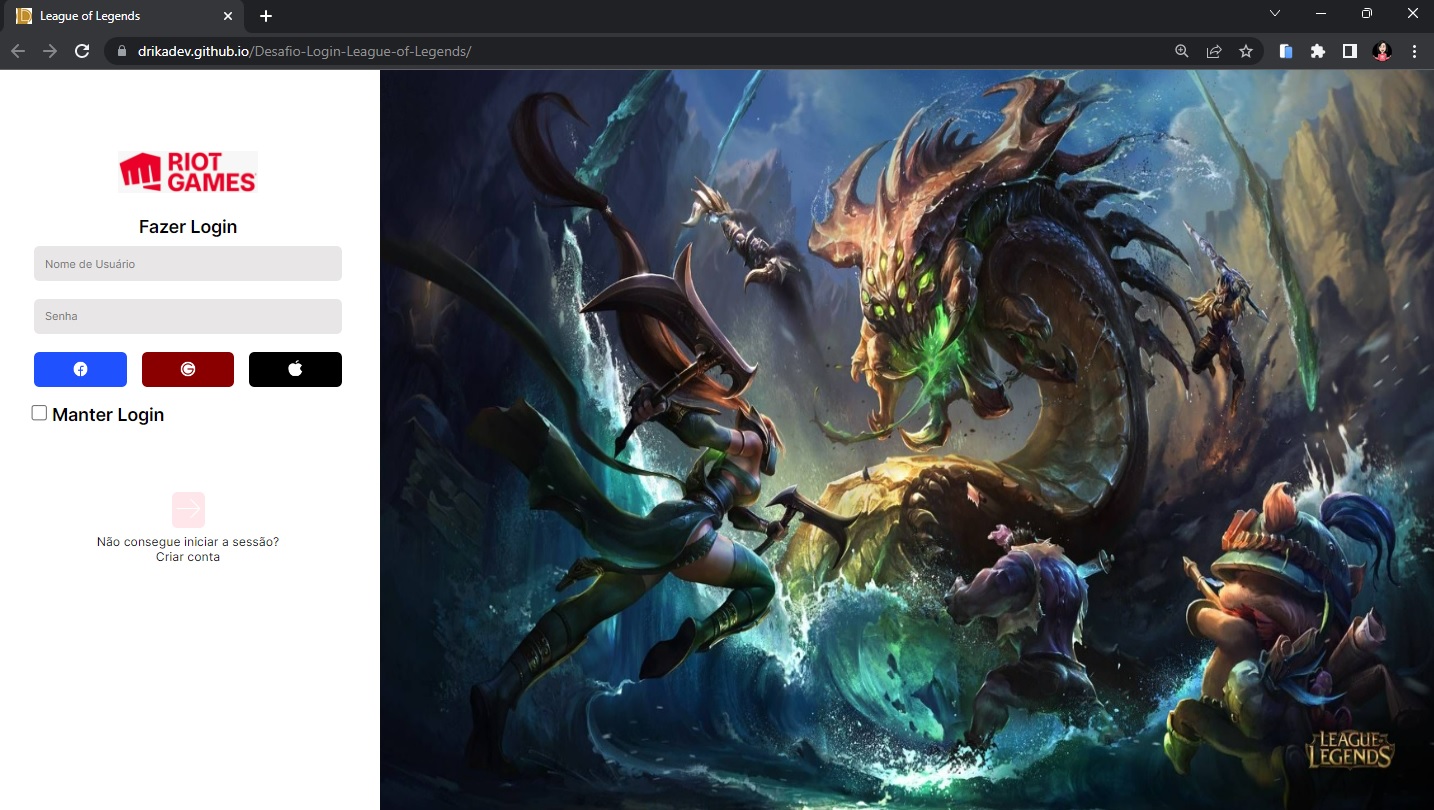 League of Legends
drikadev.github.io/Desafio-Login-League-of-Legends/
RIOT
GAMES
Fazer Login
Nome de Usuário
Senha
Manter Login
Não consegue iniciar a sessão?
Criar conta
LEAGUE OF
LEGENDS